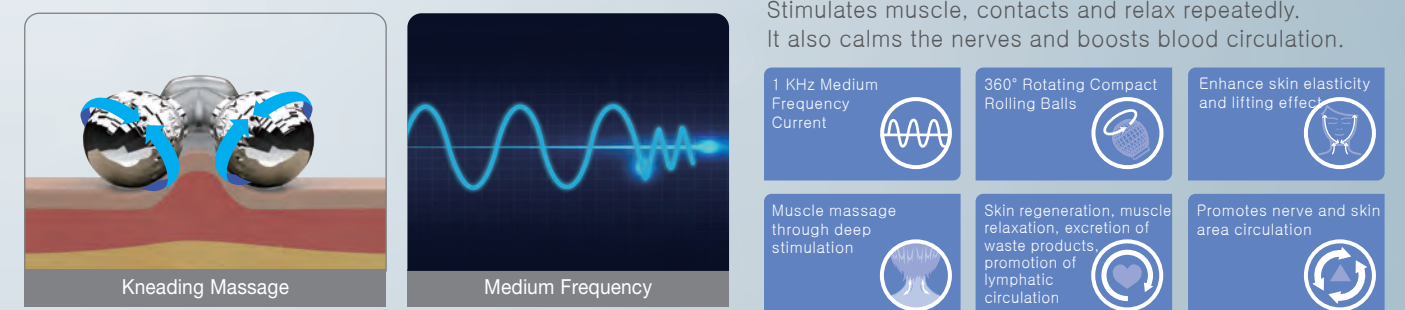 Stimulates muscle, contacts and relax repeatedly.
It also calms the nerves and boosts blood circulation.
Kneading Massage
Medium Frequency
1 KHz Medium
Frequency
Current
360° Rotating Compact
Rolling Balls
Enhance skin elasticity
and lifting effect
Muscle massage
through deep
stimulation
Skin regeneration, muscle
relaxation, excretion of
waste products,
promotion of
lymphatic
circulation
Promotes nerve and skin
area circulation